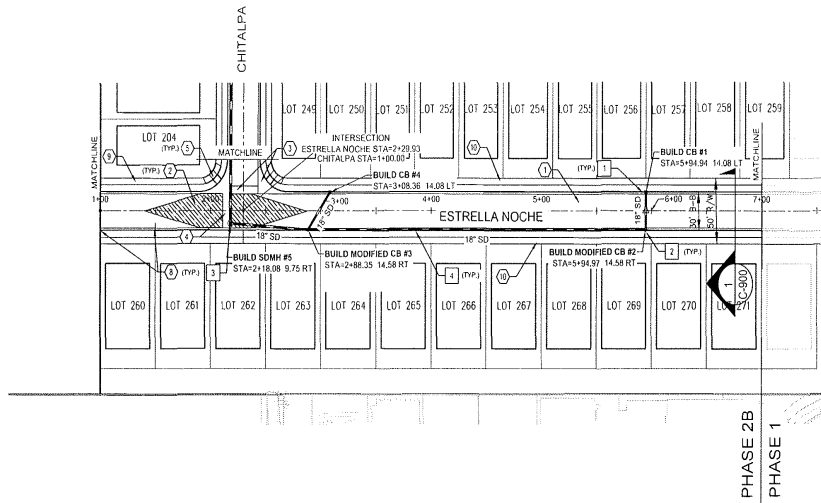 CHITALPA
LOT 249
LOT 250
LOT 251
LOT 252
LOT 253
LOT 254
LOT 255
LOT 256
LOT 257
LOT 258
LOT 259
LOT 204
5
(TYP.)
9
(TYP.) 2
MATCHLINE
3
INTERSECTION
ESTRELLA NOCHE STA=2+29.93
CHITALPA STA=1+00.00
10
1
(TYP.) 1
BUILD CB #1
STA=5+94.94 14.08 LT
BUILD CB #4
STA=3+08.36 14.08 LT
MATCHLINE
MATCHLINE
1+00
2+00
3+00
4+00
5+00
6+00
7+00
ESTRELLA NOCHE
18" SD
18" SD
30' B-B
50' R/W
4
18" SD
18" SD
BUILD SDMH #5
STA=2+18.08 9.75 RT
BUILD MODIFIED CB #3
STA=2+88.35 14.58 RT
BUILD MODIFIED CB #2
STA=5+94.97 14.58 RT
2 (TYP.)
8 (TYP.)
3
4 (TYP.)
10
1
C-900
LOT 260
LOT 261
LOT 262
LOT 263
LOT 264
LOT 265
LOT 266
LOT 267
LOT 268
LOT 269
LOT 270
LOT 271
PHASE 2B
PHASE 1